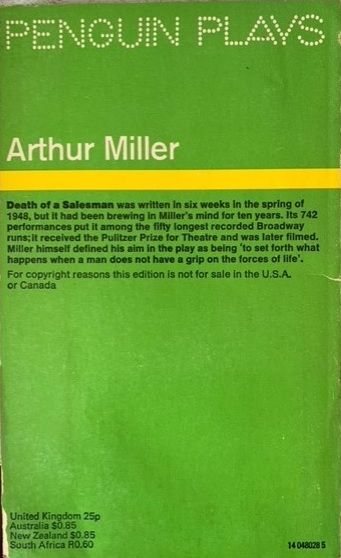 PENGUIN PLAYS
Arthur Miller
Death of a Salesman was written in six weeks in the spring of
1948, but it had been brewing in Miller's mind for ten years. Its 742
performances put it among the fifty longest recorded Broadway
runs; it received the Pulitzer Prize for Theatre and was later filmed.
Miller himself defined his aim in the play as being 'to set forth what
happens when a man does not have a grip on the forces of life'.
For copyright reasons this edition is not for sale in the U.S.A.
or Canada
United Kingdom 25p
Australia $0.85
New Zealand $0.85
South Africa R0.60
14 048028 5